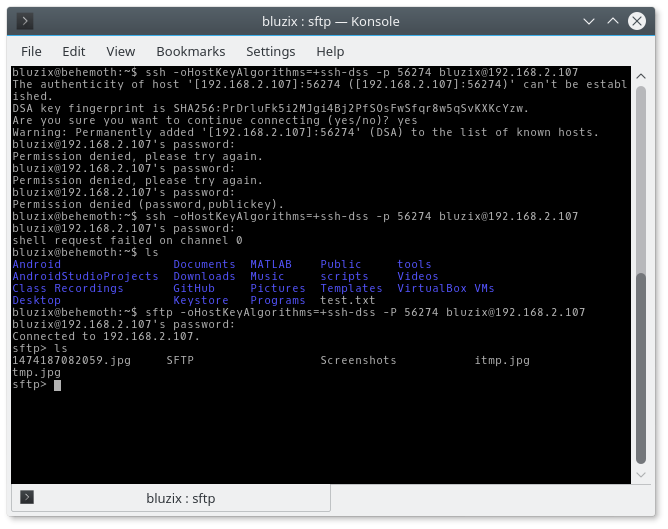 bluzix : sftp — Konsole
File Edit View Bookmarks Settings Help
bluzix@behemoth:~$ ssh -oHostKeyAlgorithms=+ssh-dss -p 56274 bluzix@192.168.2.107
The authenticity of host '[192.168.2.107]:56274 ([192.168.2.107]:56274)' can't be establ
ished.
DSA key fingerprint is SHA256:PrDrluFk5i2MJgi4Bj2PfSOsFwSfqr8w5qSvKXKcYzw.
Are you sure you want to continue connecting (yes/no)? yes
Warning: Permanently added '[192.168.2.107]:56274' (DSA) to the list of known hosts.
bluzix@192.168.2.107's password:
Permission denied, please try again.
bluzix@192.168.2.107's password:
Permission denied, please try again.
bluzix@192.168.2.107's password:
Permission denied (password,publickey).
bluzix@behemoth:~$ ssh -oHostKeyAlgorithms=+ssh-dss -p 56274 bluzix@192.168.2.107
bluzix@192.168.2.107's password:
shell request failed on channel 0
bluzix@behemoth:~$ ls
Android Documents MATLAB Public tools
AndroidStudioProjects Downloads Music scripts Videos
Class Recordings GitHub Pictures Templates VirtualBox VMs
Desktop Keystore Programs test.txt
bluzix@behemoth:~$ sftp -oHostKeyAlgorithms=+ssh-dss -P 56274 bluzix@192.168.2.107
bluzix@192.168.2.107's password:
Connected to 192.168.2.107.
sftp> ls
1474187082059.jpg SFTP Screenshots itmp.jpg
tmp.jpg
sftp>
bluzix : sftp